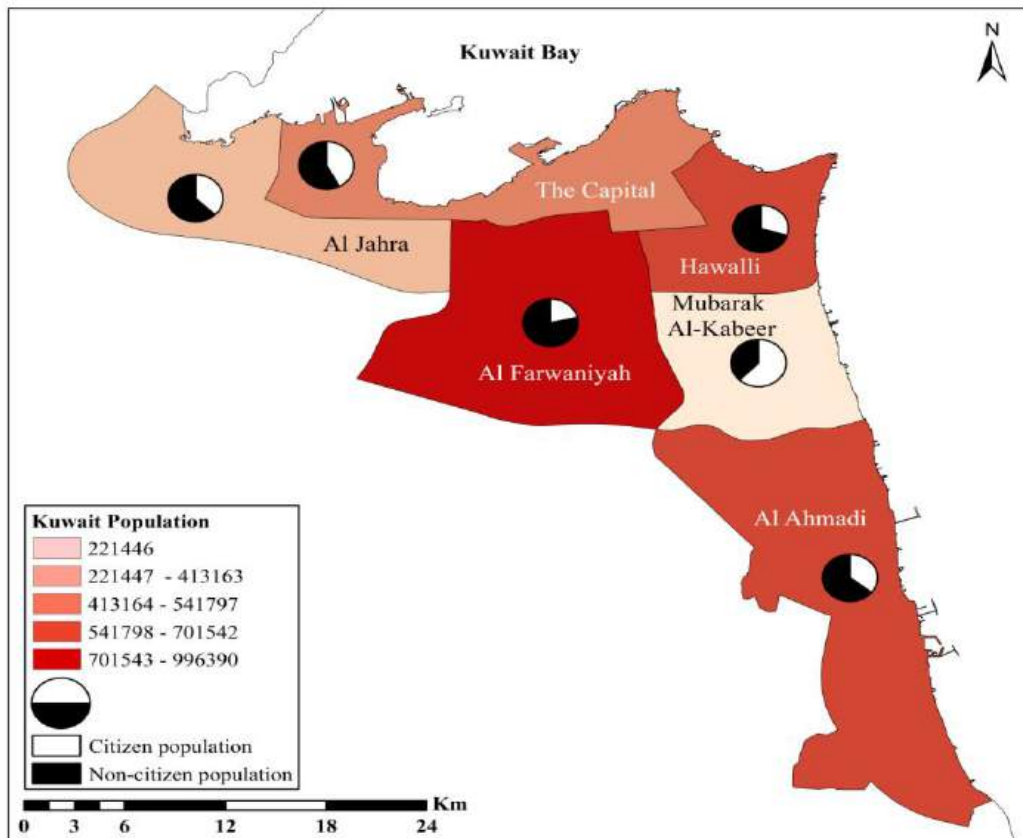 N
Kuwait Bay
The Capital
Al Jahra
Hawalli
Mubarak
Al-Kabeer
Al Farwaniyah
Al Ahmadi
Kuwait Population
221446
221447 - 413163
413164 - 541797
541798 - 701542
701543 - 996390
Citizen population
Non-citizen population
Km
0 3 6 12 18 24